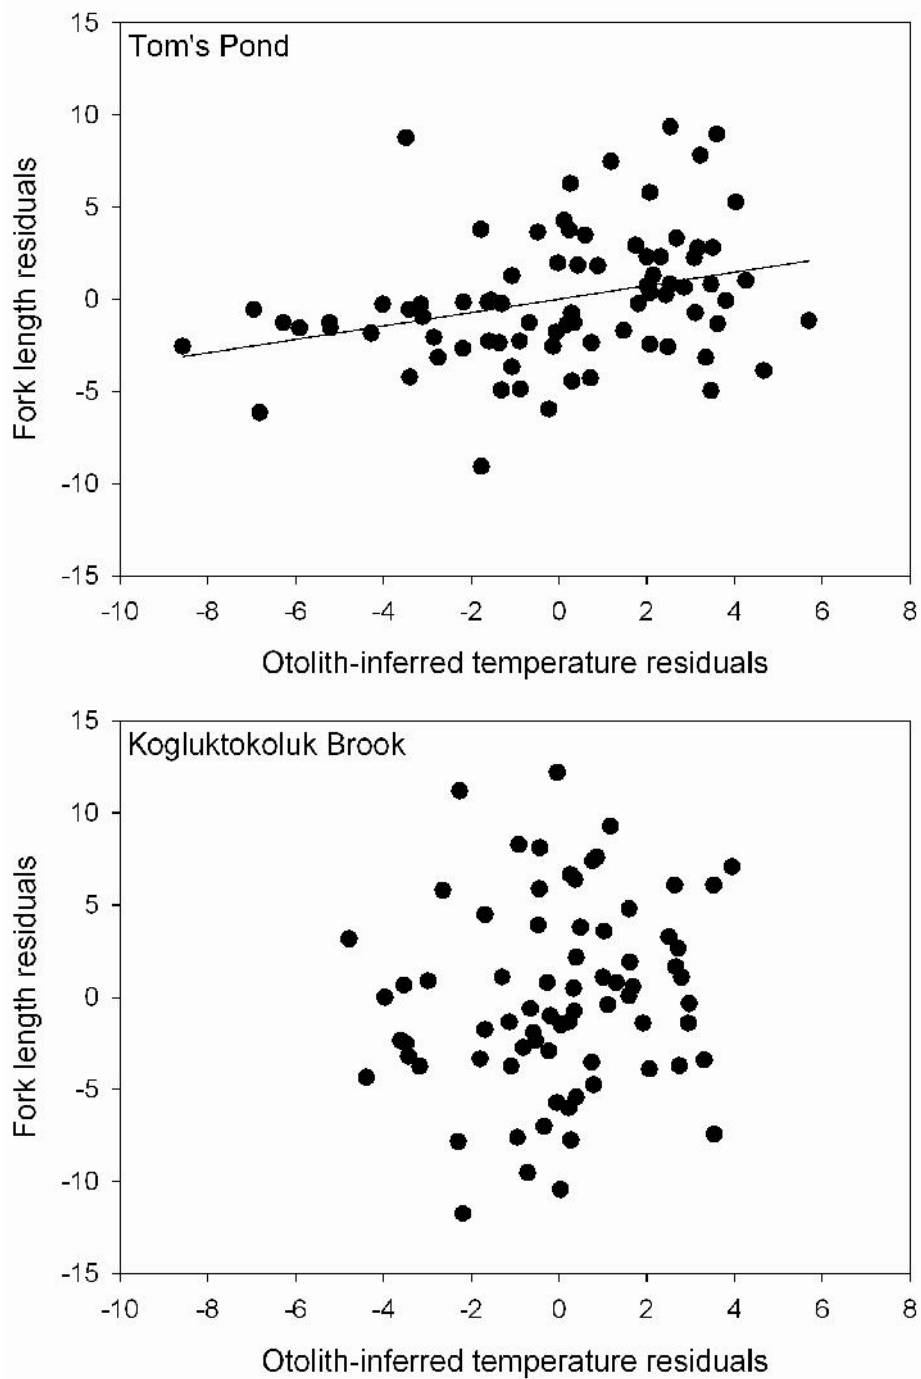 Tom's Pond
15
10
5
0
-5
-10
-15
Fork length residuals
-10 -8 -6 -4 -2 0 2 4 6 8
Otolith-inferred temperature residuals
Kogluktokoluk Brook
15
10
5
0
-5
-10
-15
Fork length residuals
-10 -8 -6 -4 -2 0 2 4 6 8
Otolith-inferred temperature residuals